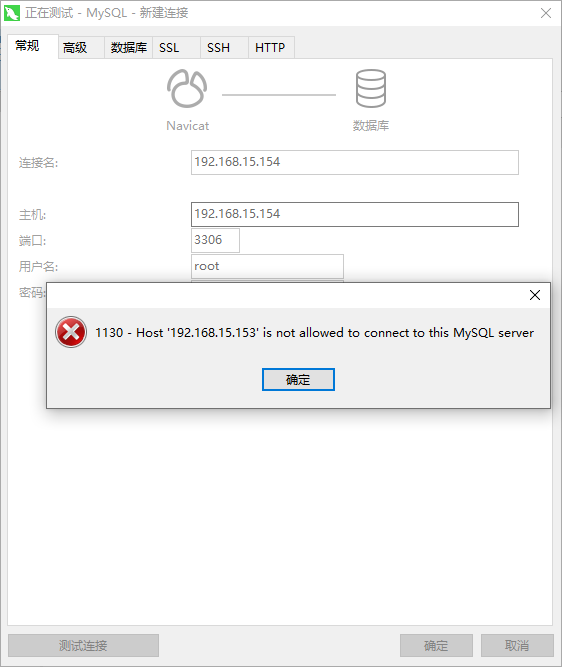 正在测试 - MySQL - 新建连接
常规 高级 数据库 SSL SSH HTTP
Navicat 数据库
连接名: 192.168.15.154
主机: 192.168.15.154
端口: 3306
用户名: root
密码:
1130 - Host '192.168.15.153' is not allowed to connect to this MySQL server
确定
测试连接 确定 取消